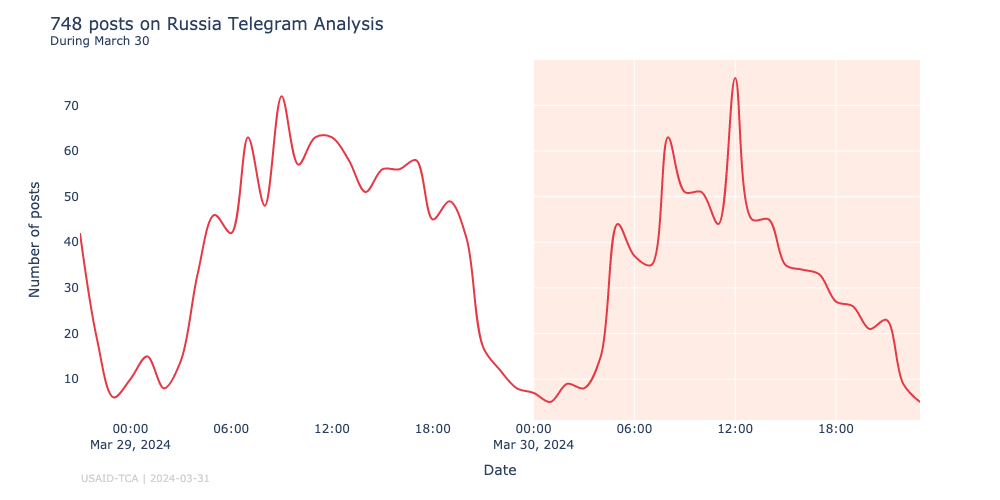 748 posts on Russia Telegram Analysis
During March 30
Number of posts
70
60
50
40
30
20
10
00:00
Mar 29, 2024
06:00
12:00
18:00
00:00
Mar 30, 2024
06:00
12:00
18:00
Date
USAID-TCA | 2024-03-31